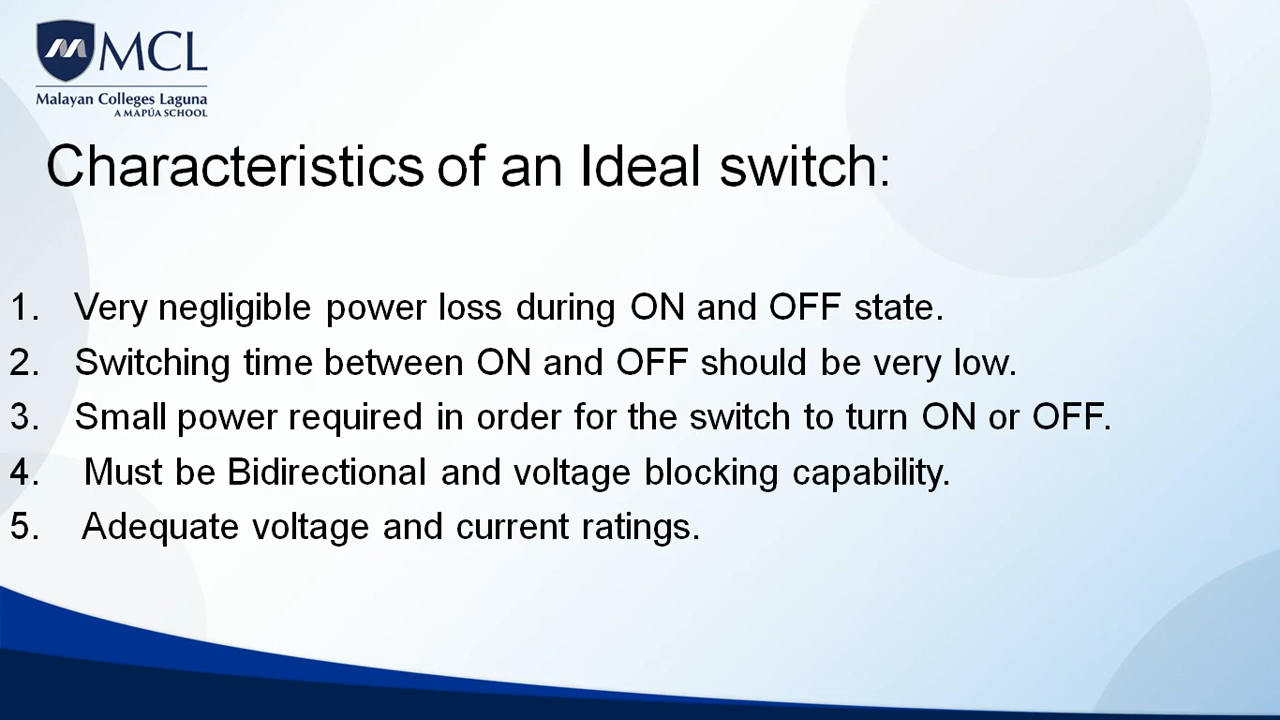 MCL
Malayan Colleges Laguna
A MAPÚA SCHOOL
Characteristics of an Ideal switch:
1. Very negligible power loss during ON and OFF state.
2. Switching time between ON and OFF should be very low.
3. Small power required in order for the switch to turn ON or OFF.
4. Must be Bidirectional and voltage blocking capability.
5. Adequate voltage and current ratings.